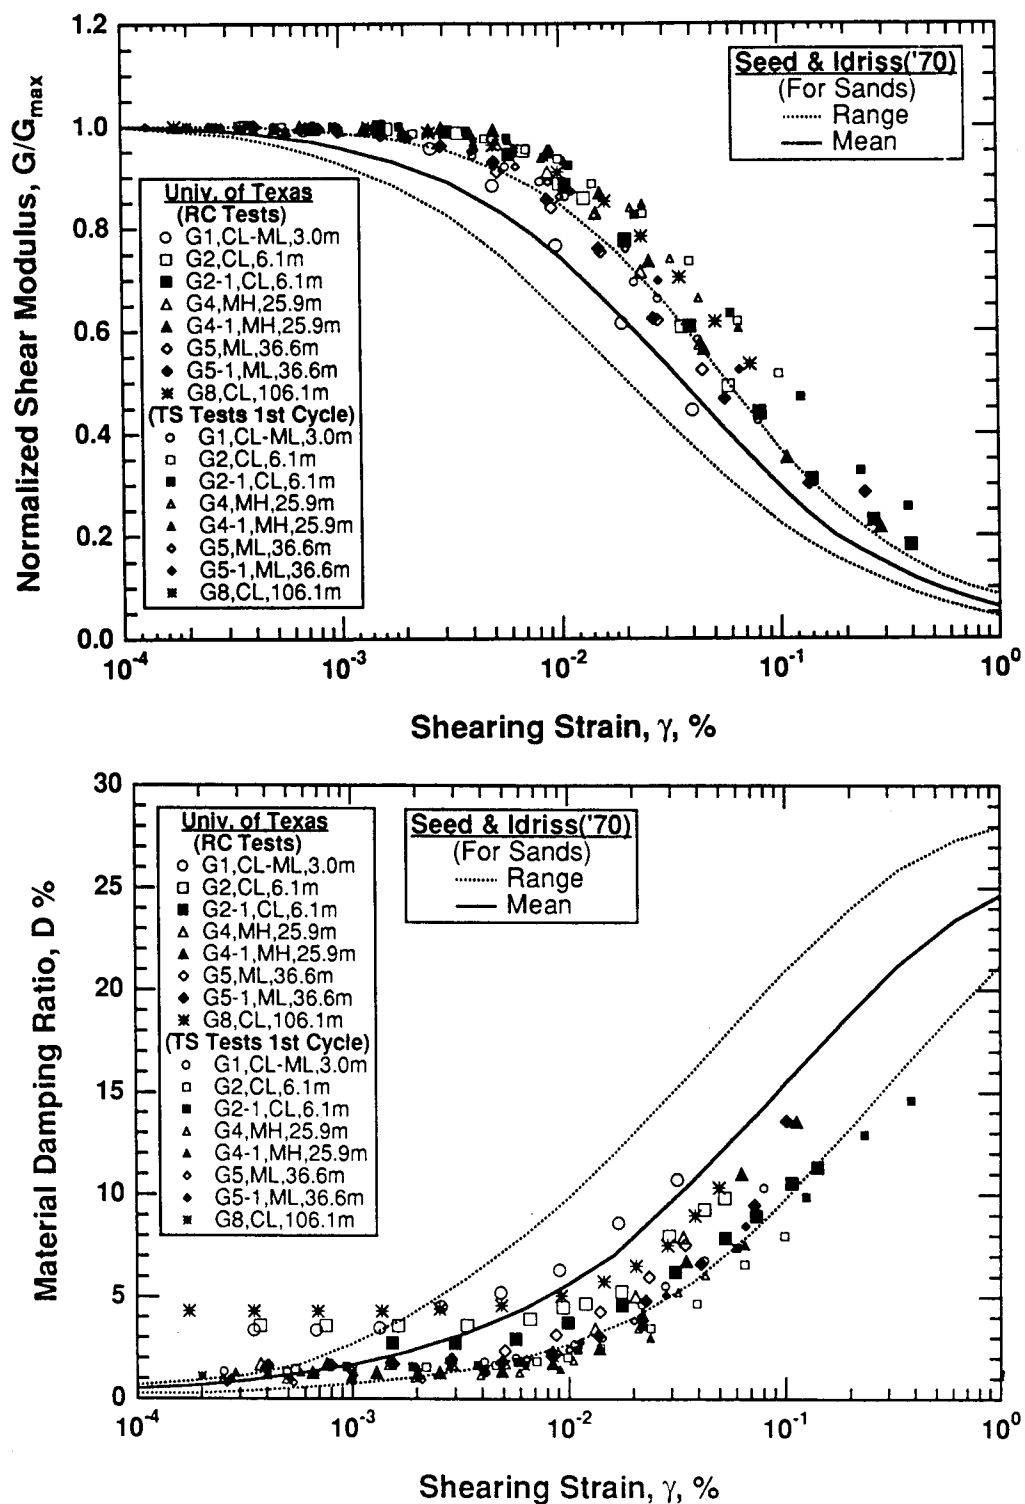 1.2
1.0
0.8
0.6
0.4
0.2
0.0
Normalized Shear Modulus, G/Gmax
Seed & Idriss('70)
(For Sands)
Range
Mean
Univ. of Texas
(RC Tests)
G1,CL-ML,3.0m
G2,CL,6.1m
G2-1,CL,6.1m
G4,MH,25.9m
G4-1,MH,25.9m
G5,ML,36.6m
G5-1,ML,36.6m
G8,CL,106.1m
(TS Tests 1st Cycle)
G1,CL-ML,3.0m
G2,CL,6.1m
G2-1,CL,6.1m
G4,MH,25.9m
G4-1,MH,25.9m
G5,ML,36.6m
G5-1,ML,36.6m
G8,CL,106.1m
10⁻⁴ 10⁻³ 10⁻² 10⁻¹ 10⁰
Shearing Strain, γ, %
30
25
20
15
10
5
0
Material Damping Ratio, D %
Univ. of Texas
(RC Tests)
G1,CL-ML,3.0m
G2,CL,6.1m
G2-1,CL,6.1m
G4,MH,25.9m
G4-1,MH,25.9m
G5,ML,36.6m
G5-1,ML,36.6m
G8,CL,106.1m
(TS Tests 1st Cycle)
G1,CL-ML,3.0m
G2,CL,6.1m
G2-1,CL,6.1m
G4,MH,25.9m
G4-1,MH,25.9m
G5,ML,36.6m
G5-1,ML,36.6m
G8,CL,106.1m
Seed & Idriss('70)
(For Sands)
Range
Mean
10⁻⁴ 10⁻³ 10⁻² 10⁻¹ 10⁰
Shearing Strain, γ, %